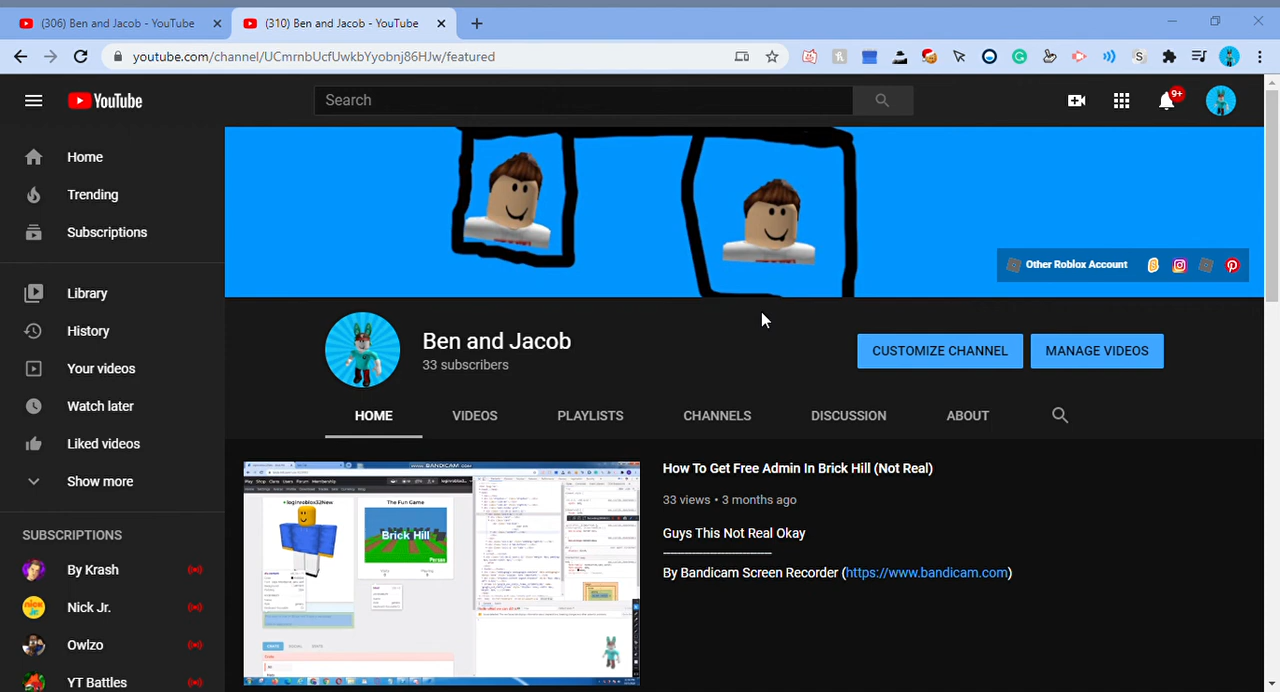 (306) Ben and Jacob - YouTube
(310) Ben and Jacob - YouTube
youtube.com/channel/UCmrnbUcfUwkbYyobnj86HJw/featured
YouTube
Search
9+
Home
Trending
Subscriptions
Library
History
Your videos
Watch later
Liked videos
Show more
SUBSCRIPTIONS
By Krash
Nick Jr.
Owlzo
YT Battles
Other Roblox Account
Ben and Jacob
33 subscribers
CUSTOMIZE CHANNEL
MANAGE VIDEOS
HOME VIDEOS PLAYLISTS CHANNELS DISCUSSION ABOUT
The Fun Game
Brick Hill
How To Get Free Admin In Brick Hill (Not Real)
33 views • 3 months ago
Guys This Not Real Okay
--- Bandicam Screen Recorder (https://www.bandicam.com)